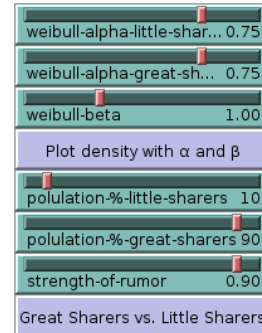 weibull-alpha-little-shar... 0.75
weibull-alpha-great-sh... 0.75
weibull-beta 1.00
Plot density with α and β
polulation-%-little-sharers 10
polulation-%-great-sharers 90
strength-of-rumor 0.90
Great Sharers vs. Little Sharers